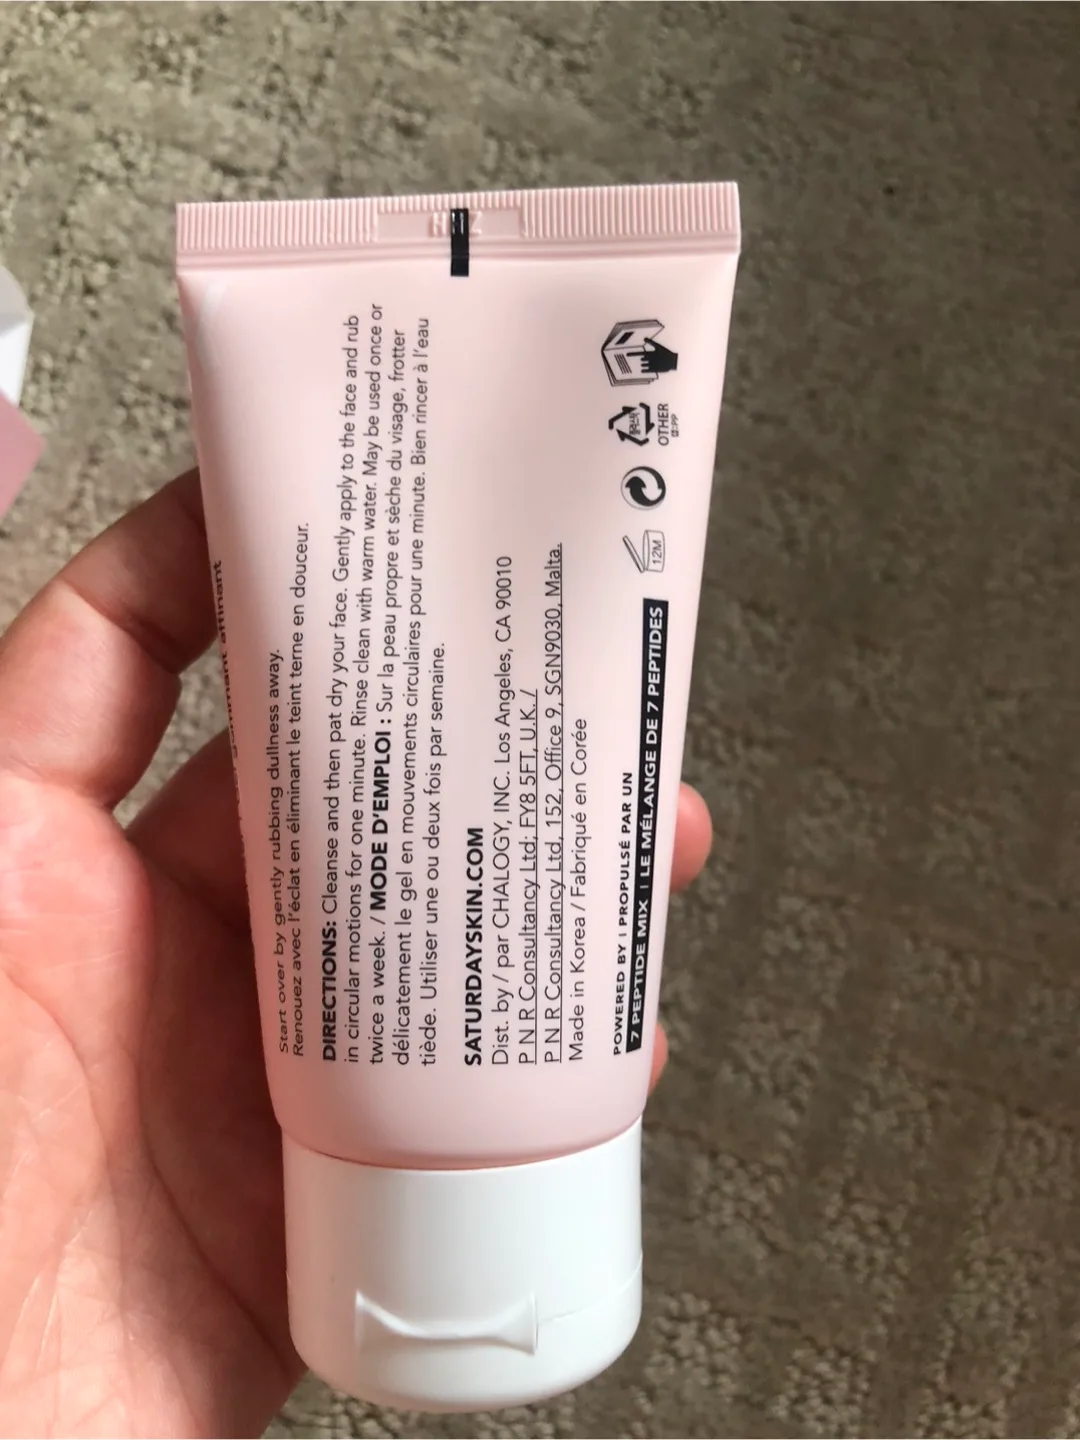 gommant affinant
Start over by gently rubbing dullness away.
Renouez avec l'éclat en éliminant le teint terne en douceur.
DIRECTIONS: Cleanse and then pat dry your face. Gently apply to the face and rub
in circular motions for one minute. Rinse clean with warm water. May be used once or
twice a week. / MODE D'EMPLOI : Sur la peau propre et sèche du visage, frotter
délicatement le gel en mouvements circulaires pour une minute. Bien rincer à l'eau
tiède. Utiliser une ou deux fois par semaine.
SATURDAYSKIN.COM
Dist. by / par CHALOGY, INC. Los Angeles, CA 90010
P N R Consultancy Ltd; FY8 5FT, U.K. /
P N R Consultancy Ltd, 152, Office 9, SGN9030, Malta.
Made in Korea / Fabriqué en Corée
POWERED BY | PROPULSÉ PAR UN
7 PEPTIDE MIX | LE MÉLANGE DE 7 PEPTIDES
12M
OTHER